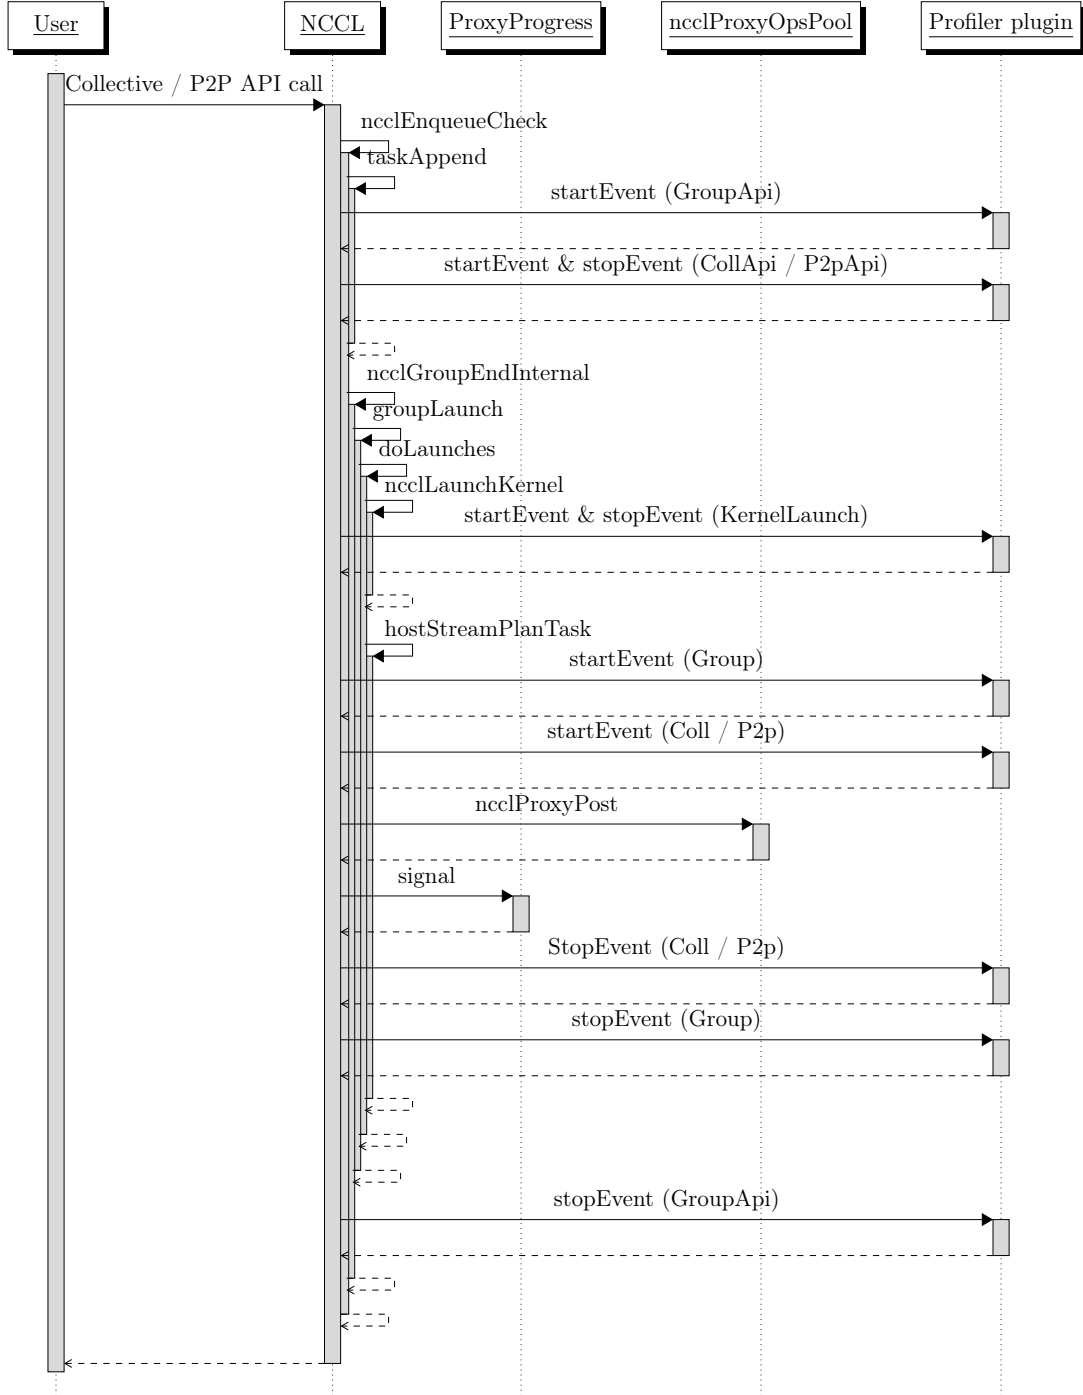 User
NCCL
ProxyProgress
ncclProxyOpsPool
Profiler plugin
Collective / P2P API call
ncclEnqueueCheck
taskAppend
startEvent (GroupApi)
startEvent & stopEvent (CollApi / P2pApi)
ncclGroupEndInternal
groupLaunch
doLaunches
ncclLaunchKernel
startEvent & stopEvent (KernelLaunch)
hostStreamPlanTask
startEvent (Group)
startEvent (Coll / P2p)
ncclProxyPost
signal
StopEvent (Coll / P2p)
stopEvent (Group)
stopEvent (GroupApi)